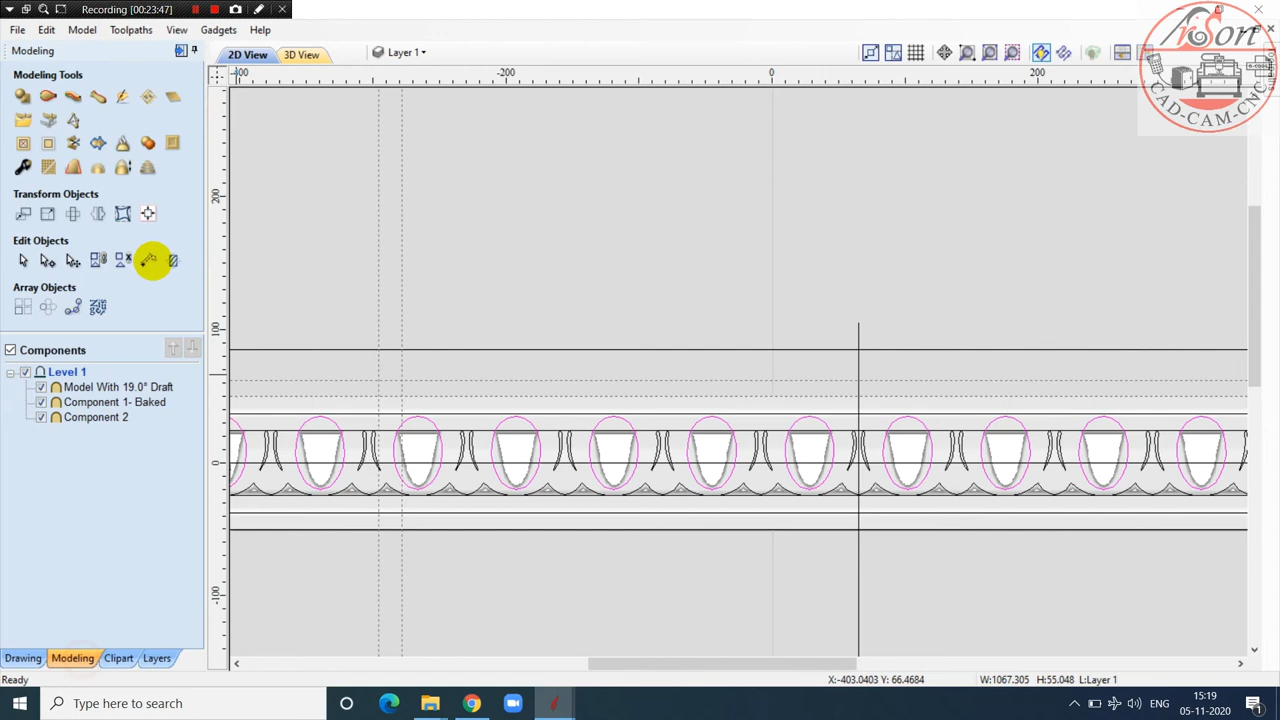 Recording [00:23:47]
File Edit Model Toolpaths View Gadgets Help
Modeling
2D View 3D View Layer 1
Modeling Tools
-200 0 200
200
Transform Objects
Edit Objects
Array Objects
100
Components
Level 1
Model With 19.0° Draft
Component 1- Baked
Component 2
0
-100
Drawing Modeling Clipart Layers
Ready X:-403.0403 Y: 66.4684 W:1067.305 H:55.048 L:Layer 1
Type here to search
ENG
15:19
05-11-2020
1
CAD-CAM-CNC